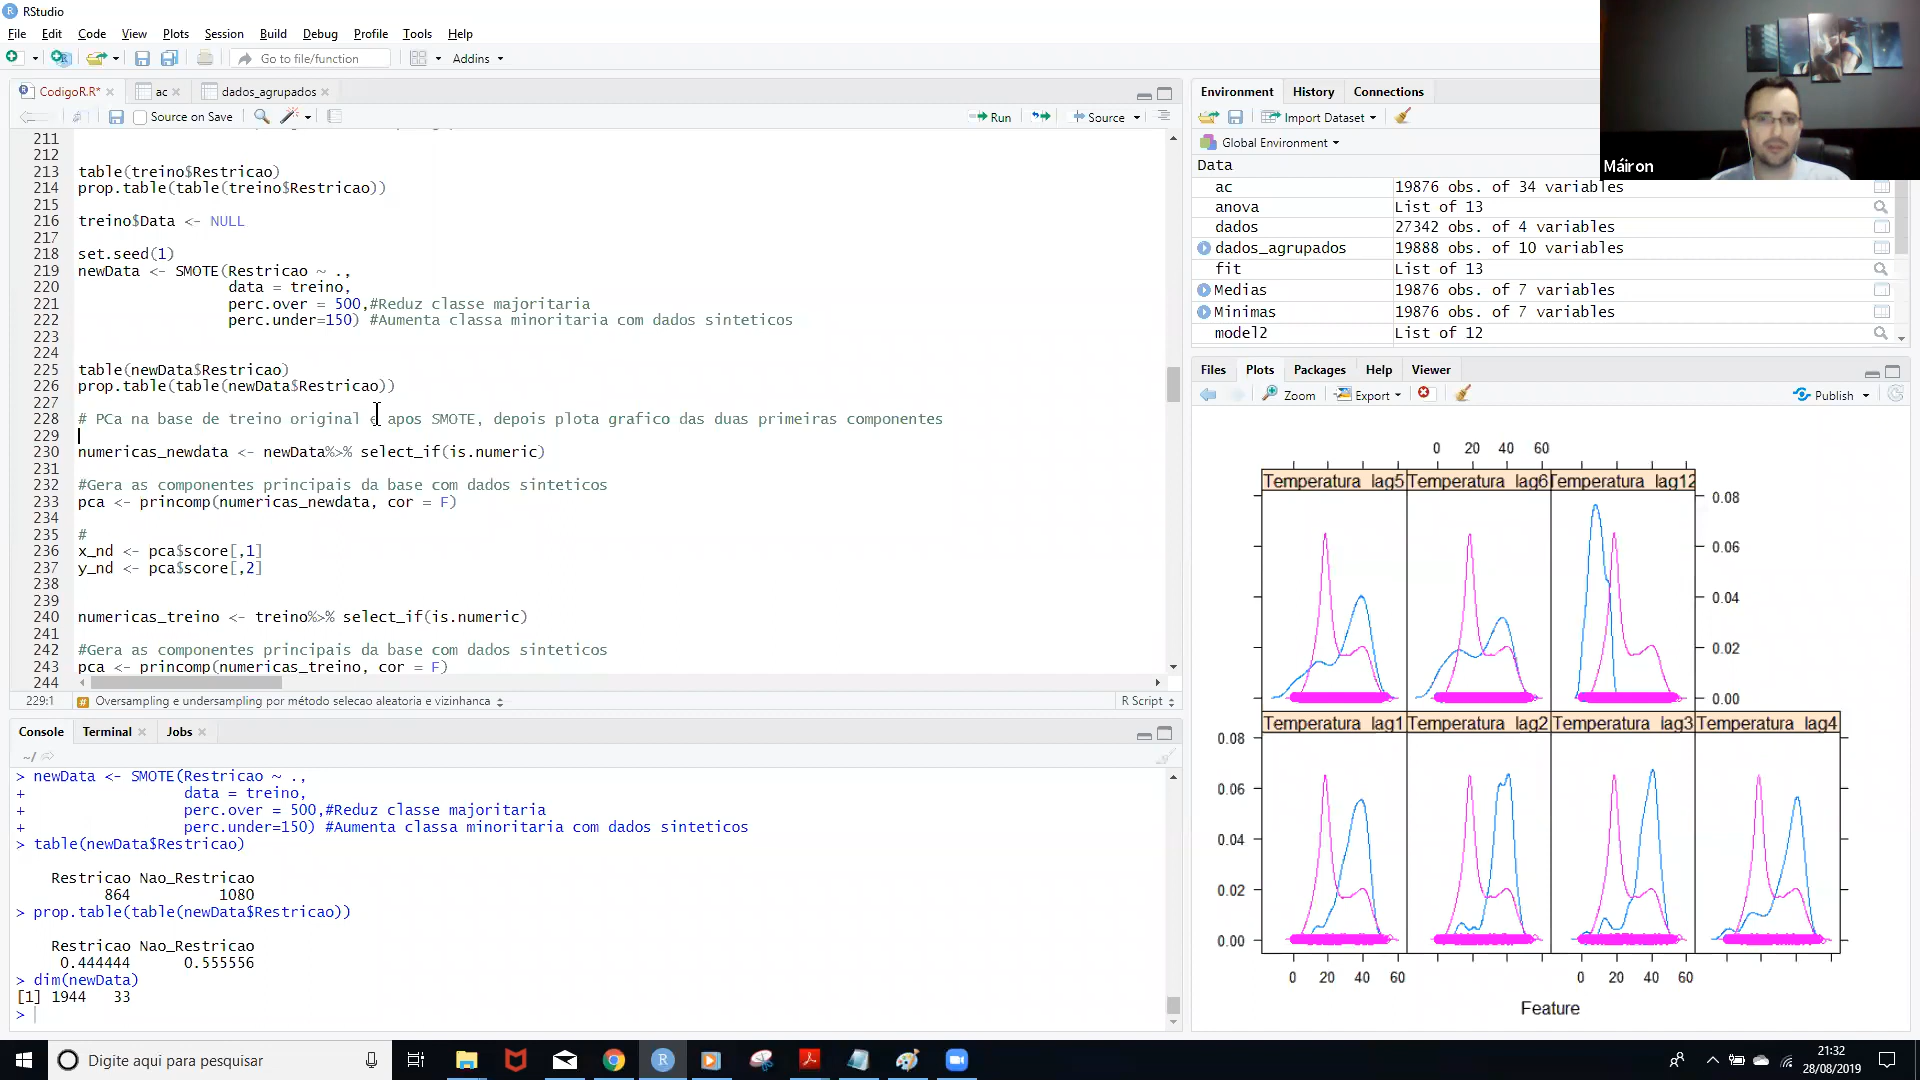 RStudio
File Edit Code View Plots Session Build Debug Profile Tools Help
Go to file/function Addins
CodigoR.R* ac dados_agrupados
Source on Save Run Source
211
212
213 table(treino$Restricao)
214 prop.table(table(treino$Restricao))
215
216 treino$Data <- NULL
217
218 set.seed(1)
219 newData <- SMOTE(Restricao ~ .,
220 data = treino,
221 perc.over = 500,#Reduz classe majoritaria
222 perc.under=150) #Aumenta classa minoritaria com dados sinteticos
223
224
225 table(newData$Restricao)
226 prop.table(table(newData$Restricao))
227
228 # PCa na base de treino original e apos SMOTE, depois plota grafico das duas primeiras componentes
229
230 numericas_newdata <- newData%>% select_if(is.numeric)
231
232 #Gera as componentes principais da base com dados sinteticos
233 pca <- princomp(numericas_newdata, cor = F)
234
235 #
236 x_nd <- pca$score[,1]
237 y_nd <- pca$score[,2]
238
239
240 numericas_treino <- treino%>% select_if(is.numeric)
241
242 #Gera as componentes principais da base com dados sinteticos
243 pca <- princomp(numericas_treino, cor = F)
244
229:1 # Oversampling e undersampling por método selecao aleatoria e vizinhanca R Script
Console Terminal Jobs
~/
> newData <- SMOTE(Restricao ~ .,
+ data = treino,
+ perc.over = 500,#Reduz classe majoritaria
+ perc.under=150) #Aumenta classa minoritaria com dados sinteticos
> table(newData$Restricao)
Restricao Nao_Restricao
864 1080
> prop.table(table(newData$Restricao))
Restricao Nao_Restricao
0.444444 0.555556
> dim(newData)
[1] 1944 33
>
Environment History Connections
Import Dataset
Global Environment
Data
ac 19876 obs. of 34 variables
anova List of 13
dados 27342 obs. of 4 variables
dados_agrupados 19888 obs. of 10 variables
fit List of 13
Medias 19876 obs. of 7 variables
Minimas 19876 obs. of 7 variables
model2 List of 12
Máiron
Files Plots Packages Help Viewer
Zoom Export Publish
0 20 40 60
Temperatura_lag5 Temperatura_lag6 Temperatura_lag12
0.08
0.06
0.04
0.02
0.00
Temperatura_lag1 Temperatura_lag2 Temperatura_lag3 Temperatura_lag4
0.08
0.06
0.04
0.02
0.00
0 20 40 60 0 20 40 60
Feature
Digite aqui para pesquisar
21:32
28/08/2019